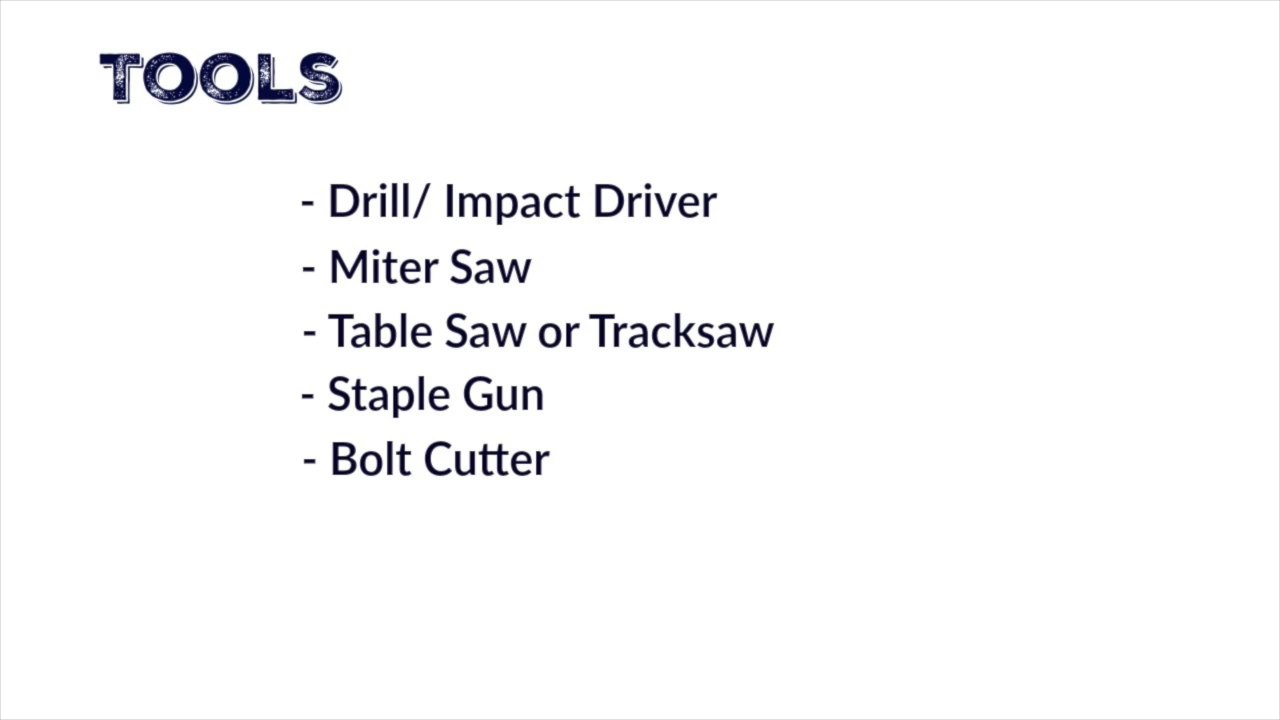 TOOLS
- Drill/ Impact Driver
- Miter Saw
- Table Saw or Tracksaw
- Staple Gun
- Bolt Cutter